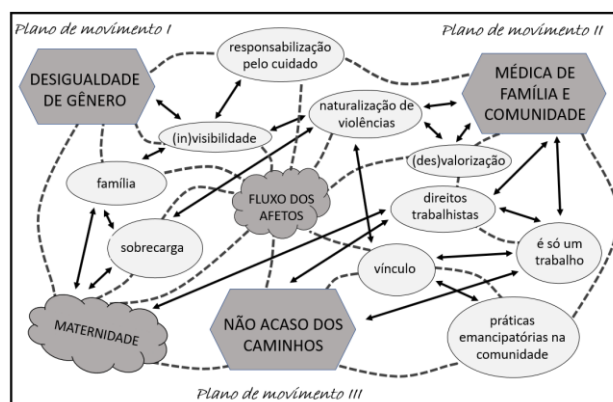 Plano de movimento I
Plano de movimento II
responsabilização
pelo cuidado
DESIGUALDADE
DE GÊNERO
MÉDICA DE
FAMÍLIA E
COMUNIDADE
naturalização de
violências
(in)visibilidade
(des)valorização
família
FLUXO DOS
AFETOS
direitos
trabalhistas
sobrecarga
é só um
trabalho
vínculo
MATERNIDADE
NÃO ACASO DOS
CAMINHOS
práticas
emancipatórias na
comunidade
Plano de movimento III